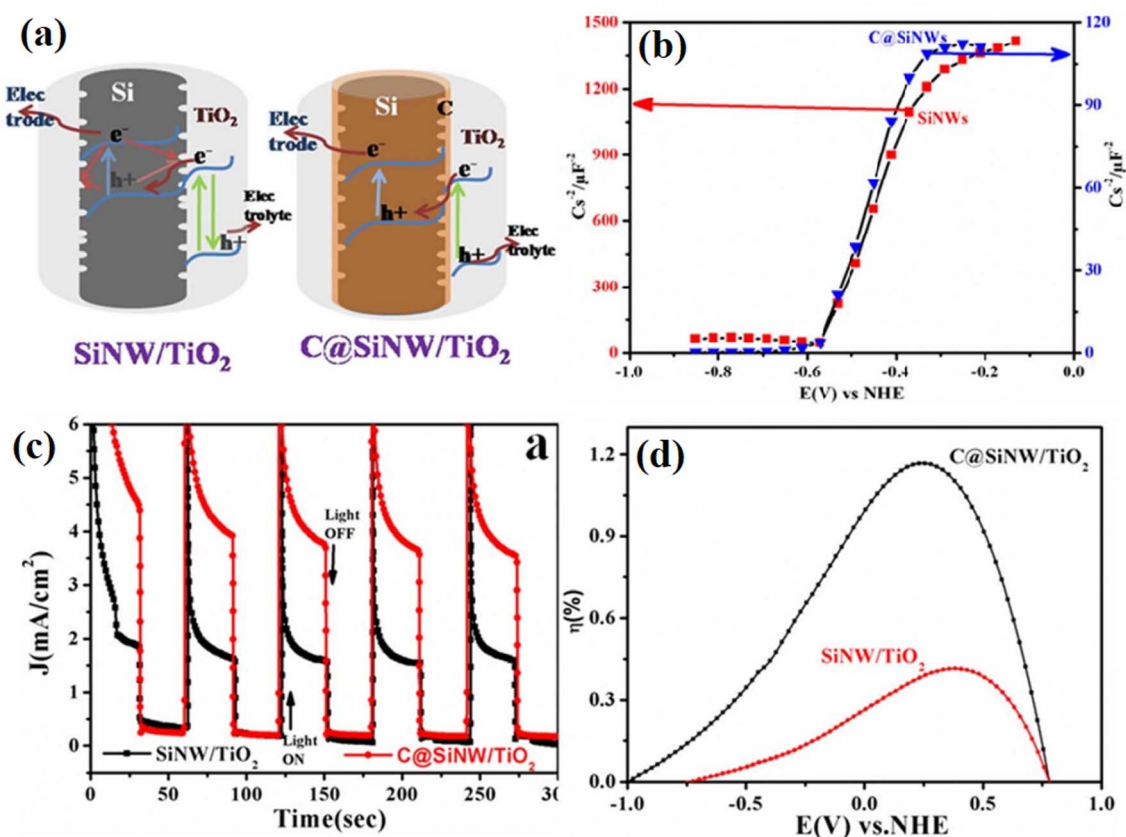 (a)
Si
Elec
trode
TiO2
e⁻
e⁻
h+
Elec
trolyte
h+
SiNW/TiO2
Si
C
Elec
trode
TiO2
e⁻
e⁻
h+
Elec
trolyte
h+
C@SiNW/TiO2
(b)
1500
1200
900
600
300
0
Cs⁻²/µF⁻²
120
90
60
30
0
Cs⁻²/µF⁻²
C@SiNWs
SiNWs
-1.0 -0.8 -0.6 -0.4 -0.2 0.0
E(V) vs NHE
(c)
a
6
5
4
3
2
1
0
J(mA/cm²)
Light
OFF
Light
ON
SiNW/TiO2
C@SiNW/TiO2
0 50 100 150 200 250 300
Time(sec)
(d)
1.2
0.9
0.6
0.3
0.0
η(%)
C@SiNW/TiO2
SiNW/TiO2
-1.0 -0.5 0.0 0.5 1.0
E(V) vs.NHE